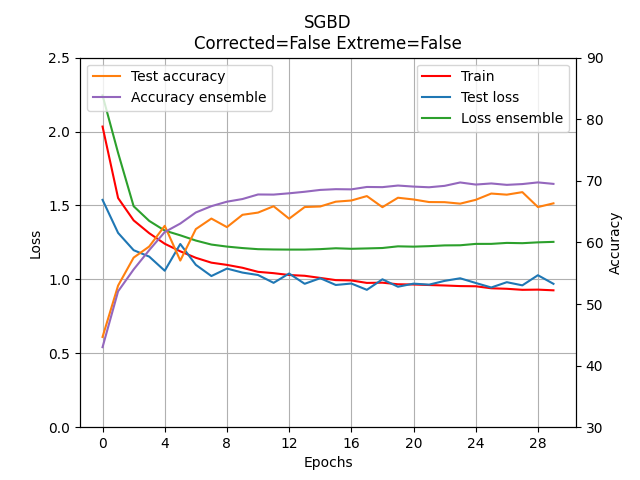 SGBD
Corrected=False Extreme=False
Test accuracy
Accuracy ensemble
Train
Test loss
Loss ensemble
2.5
2.0
1.5
1.0
0.5
0.0
Loss
90
80
70
60
50
40
30
Accuracy
0 4 8 12 16 20 24 28
Epochs